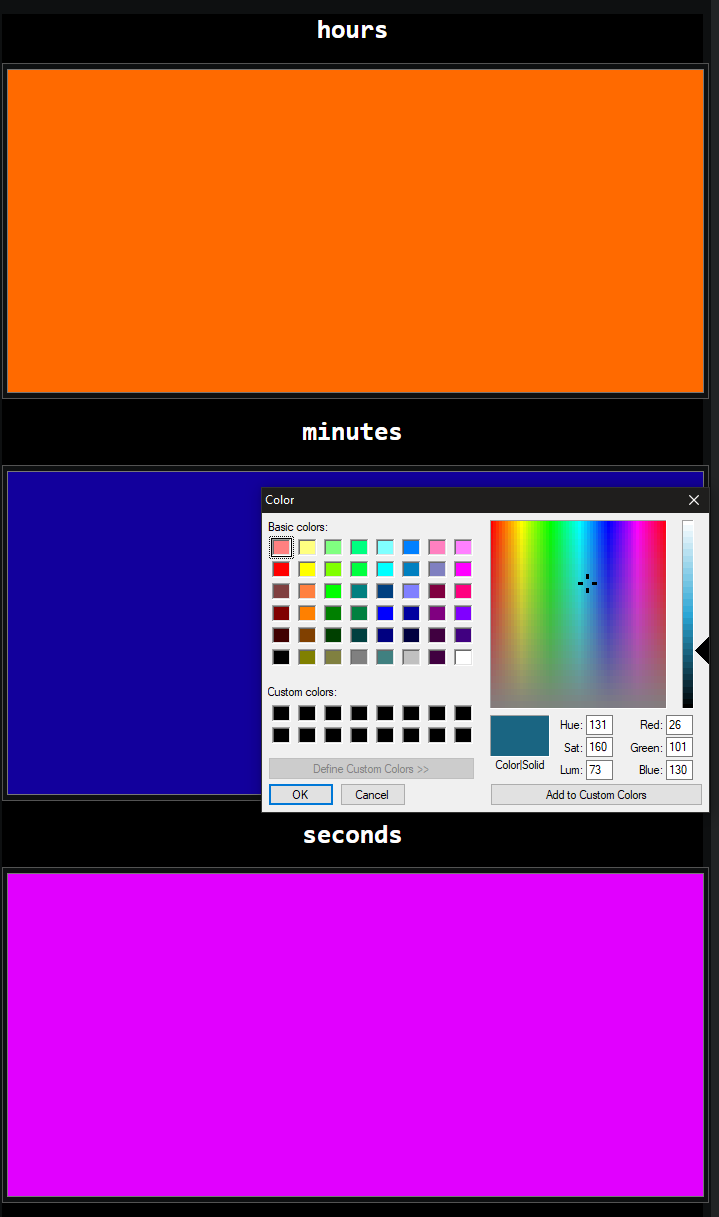 hours
minutes
Color
Basic colors:
Custom colors:
Define Custom Colors >>
OK
Cancel
Color|Solid
Hue: 131
Sat: 160
Lum: 73
Red: 26
Green: 101
Blue: 130
Add to Custom Colors
seconds